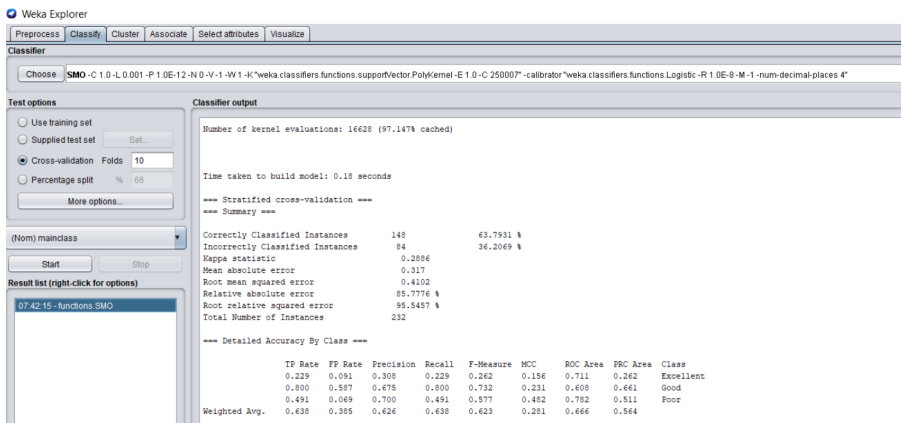 Weka Explorer
Preprocess Classify Cluster Associate Select attributes Visualize
Classifier
Choose SMO -C 1.0 -L 0.001 -P 1.0E-12 -N 0 -V -1 -W 1 -K "weka.classifiers.functions.supportVector.PolyKernel -E 1.0 -C 250007" -calibrator "weka.classifiers.functions.Logistic -R 1.0E-8 -M -1 -num-decimal-places 4"
Test options
Use training set
Supplied test set Set...
Cross-validation Folds 10
Percentage split % 66
More options...
(Nom) mainclass
Start Stop
Result list (right-click for options)
07:42:15 - functions.SMO
Classifier output
Number of kernel evaluations: 16628 (97.147% cached)
Time taken to build model: 0.18 seconds
=== Stratified cross-validation ===
=== Summary ===
Correctly Classified Instances 148 63.7931 %
Incorrectly Classified Instances 84 36.2069 %
Kappa statistic 0.2886
Mean absolute error 0.317
Root mean squared error 0.4102
Relative absolute error 85.7776 %
Root relative squared error 95.5457 %
Total Number of Instances 232
=== Detailed Accuracy By Class ===
TP Rate FP Rate Precision Recall F-Measure MCC ROC Area PRC Area Class
0.229 0.091 0.308 0.229 0.262 0.156 0.711 0.262 Excellent
0.800 0.587 0.675 0.800 0.732 0.231 0.608 0.661 Good
0.491 0.069 0.700 0.491 0.577 0.482 0.782 0.511 Poor
Weighted Avg. 0.638 0.385 0.626 0.638 0.623 0.281 0.666 0.564